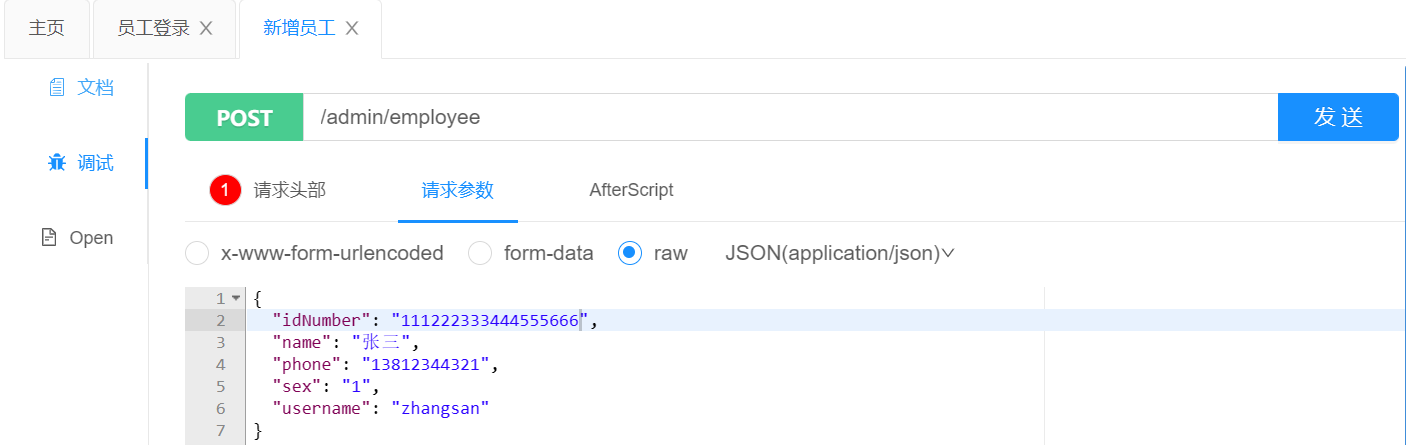 主页 员工登录 X 新增员工 X
文档
POST /admin/employee 发送
调试
1 请求头部 请求参数 AfterScript
Open
x-www-form-urlencoded form-data raw JSON(application/json)
1 {
2 "idNumber": "111222333444555666",
3 "name": "张三",
4 "phone": "13812344321",
5 "sex": "1",
6 "username": "zhangsan"
7 }